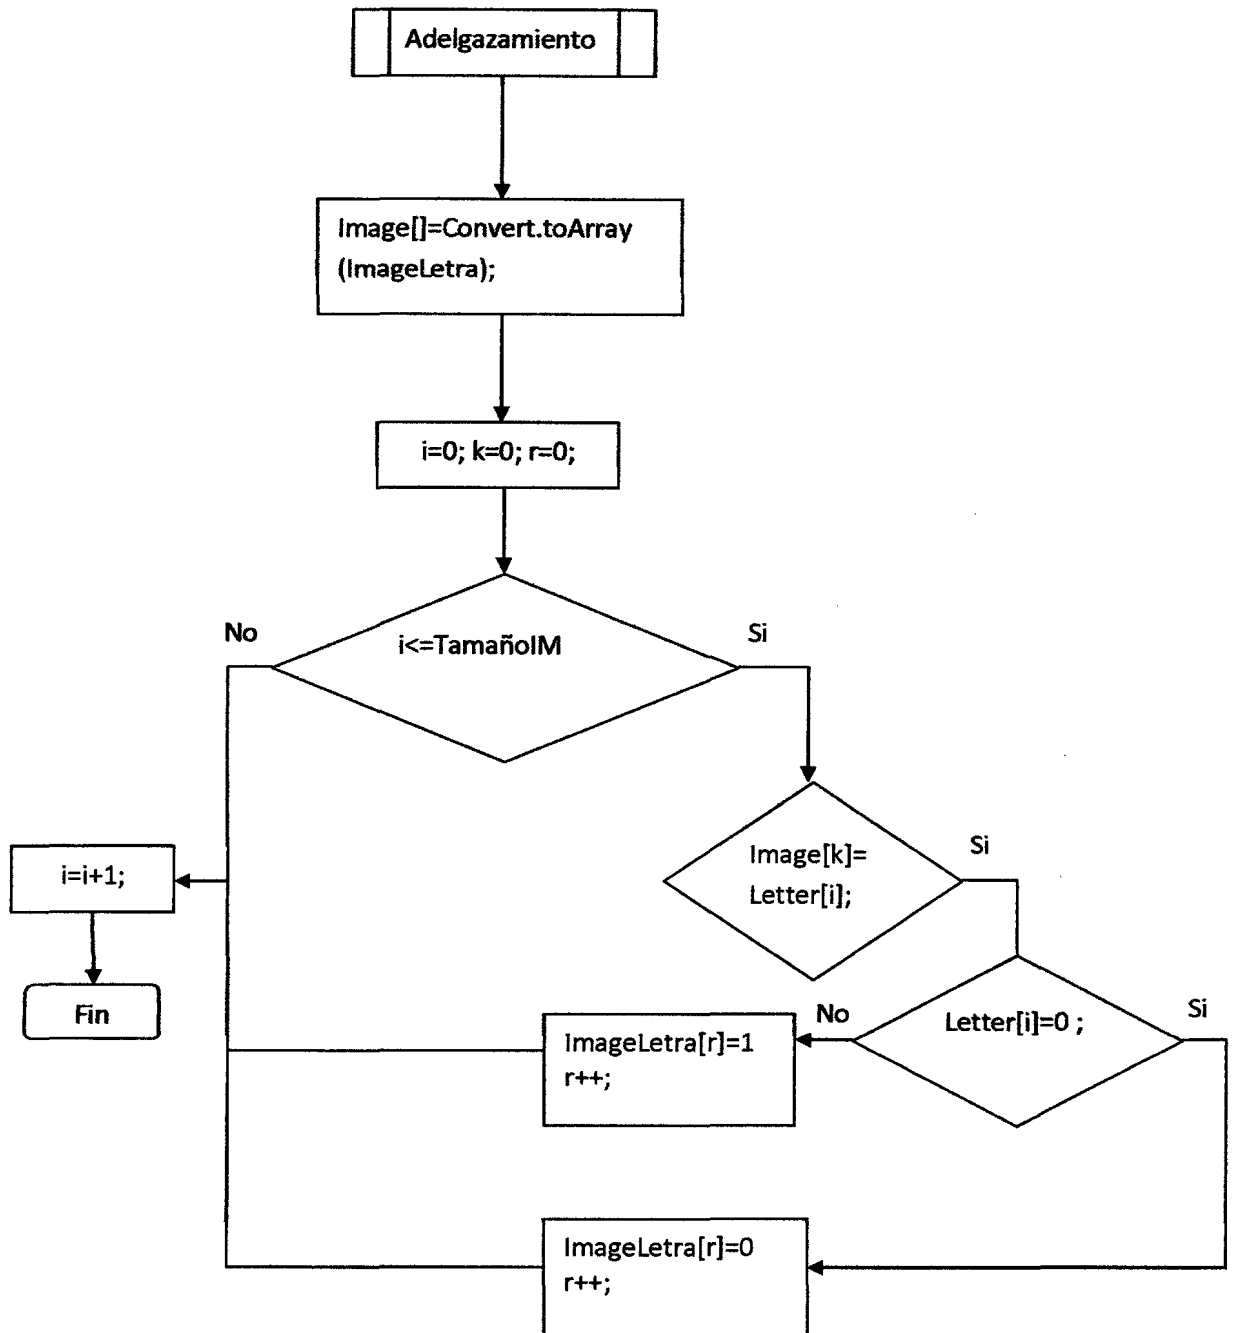 Adelgazamiento
Image[]=Convert.toArray
(ImageLetra);
i=0; k=0; r=0;
No
i<=TamañoIM
Si
Image[k]=
Letter[i];
Si
i=i+1;
Fin
No
Letter[i]=0 ;
Si
ImageLetra[r]=1
r++;
ImageLetra[r]=0
r++;